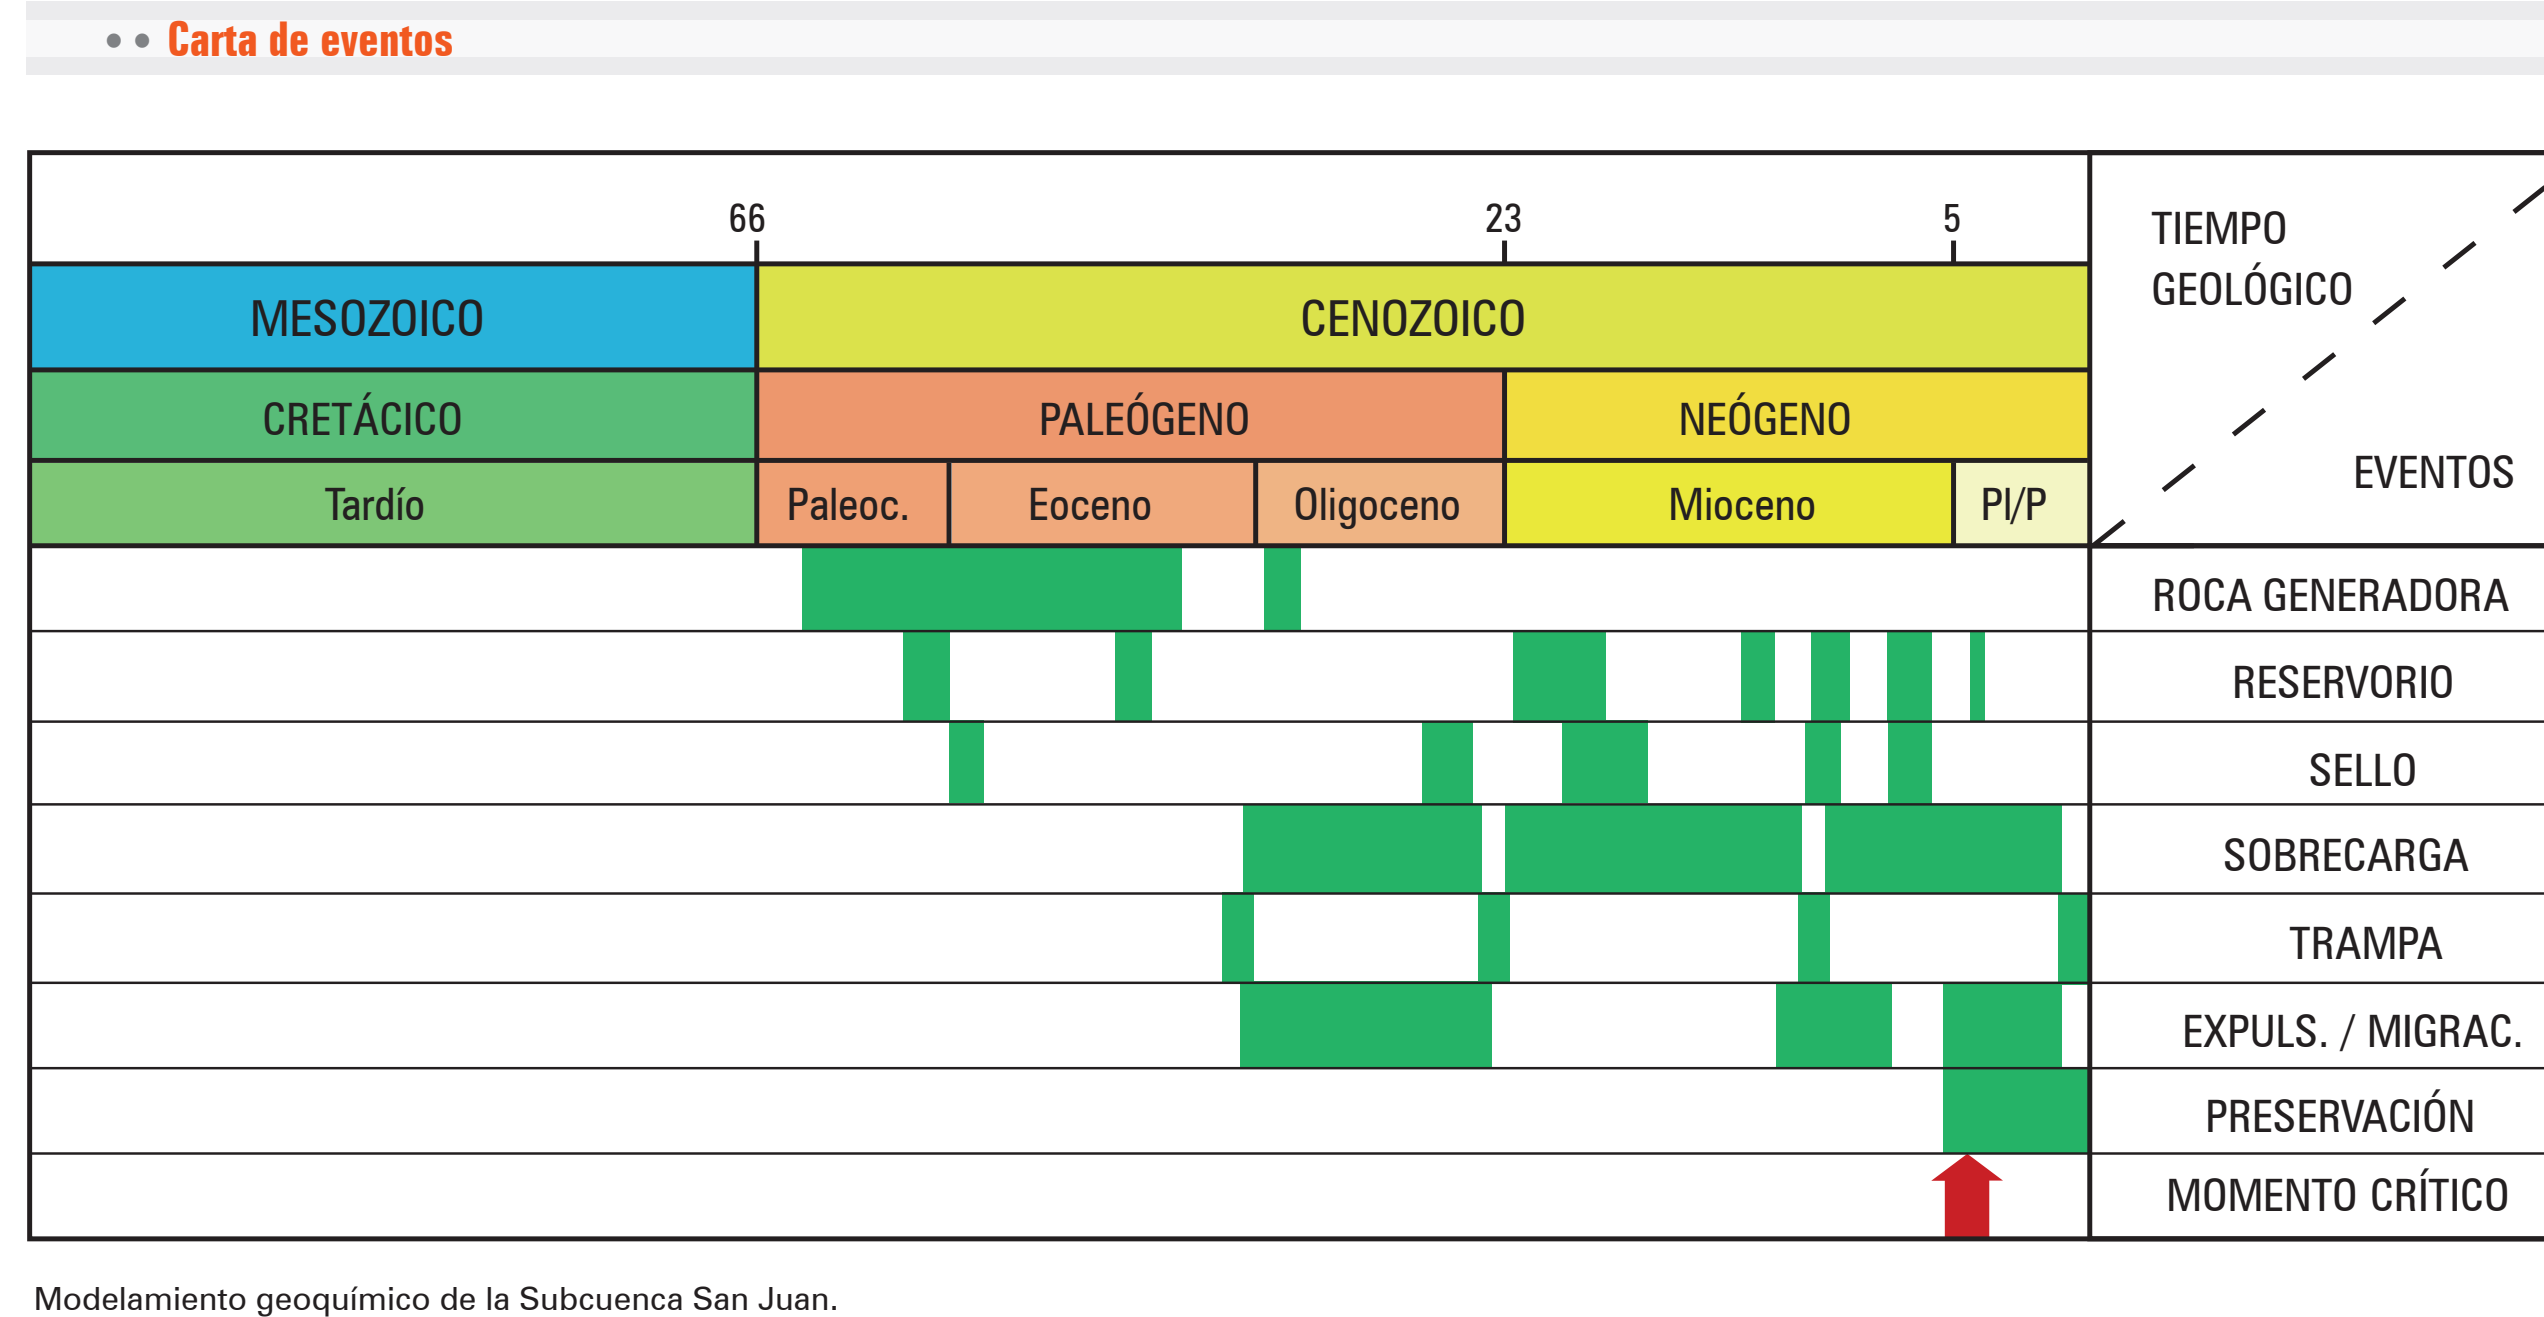 Carta de eventos
66 23 5
TIEMPO
GEOLÓGICO
EVENTOS
MESOZOICO CENOZOICO
CRETÁCICO PALEÓGENO NEÓGENO
Tardío Paleoc. Eoceno Oligoceno Mioceno Pl/P
ROCA GENERADORA
RESERVORIO
SELLO
SOBRECARGA
TRAMPA
EXPULS. / MIGRAC.
PRESERVACIÓN
MOMENTO CRÍTICO
Modelamiento geoquímico de la Subcuenca San Juan.